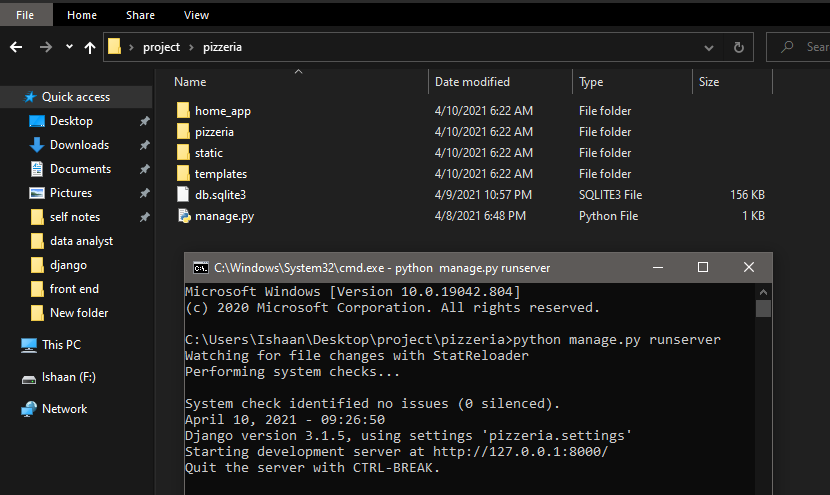 File Home Share View
project pizzeria
Name Date modified Type Size
Quick access
home_app 4/10/2021 6:22 AM File folder
Desktop
pizzeria 4/10/2021 6:22 AM File folder
Downloads
static 4/10/2021 6:22 AM File folder
Documents
templates 4/10/2021 6:22 AM File folder
Pictures
db.sqlite3 4/9/2021 10:57 PM SQLITE3 File 156 KB
self notes
manage.py 4/8/2021 6:48 PM Python File 1 KB
data analyst
django
front end
New folder
This PC
Ishaan (F:)
Network
C:\Windows\System32\cmd.exe - python  manage.py runserver
Microsoft Windows [Version 10.0.19042.804]
(c) 2020 Microsoft Corporation. All rights reserved.
C:\Users\Ishaan\Desktop\project\pizzeria>python manage.py runserver
Watching for file changes with StatReloader
Performing system checks...
System check identified no issues (0 silenced).
April 10, 2021 - 09:26:50
Django version 3.1.5, using settings 'pizzeria.settings'
Starting development server at http://127.0.0.1:8000/
Quit the server with CTRL-BREAK.